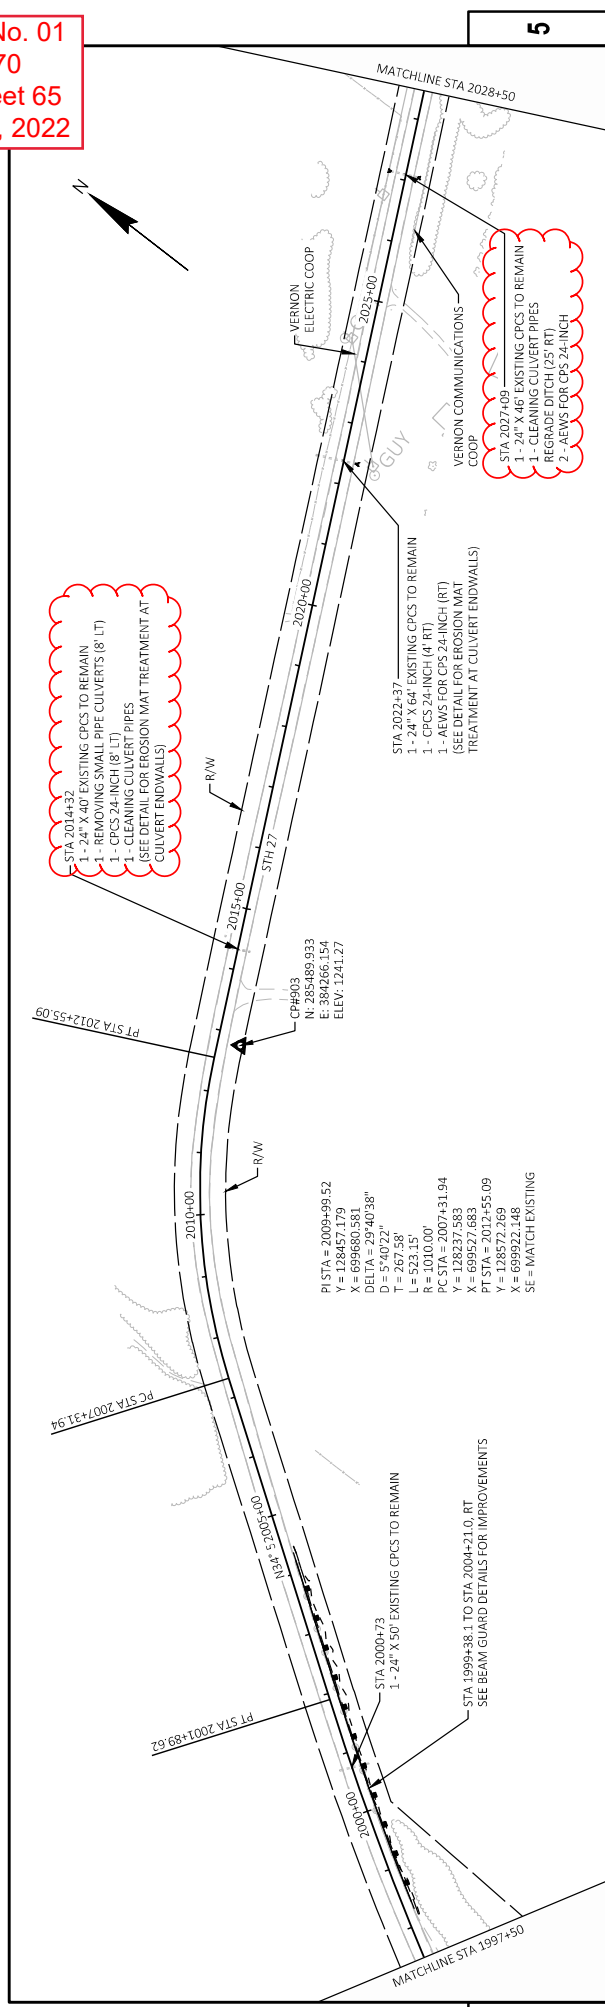 No. 01
70
eet 65
, 2022
5
MATCHLINE STA 2028+50
N
VERNON
ELECTRIC COOP
2025+00
VERNON COMMUNICATIONS
COOP
STA 2027+09
1 - 24" X 46' EXISTING CPCS TO REMAIN
1 - CLEANING CULVERT PIPES
REGRADE DITCH (25' RT)
2 - AEWS FOR CPS 24-INCH
GUY
STA 2022+37
1 - 24" X 64' EXISTING CPCS TO REMAIN
1 - CPCS 24-INCH (4' RT)
1 - AEWS FOR CPS 24-INCH (RT)
(SEE DETAIL FOR EROSION MAT
TREATMENT AT CULVERT ENDWALLS)
2020+00
STA 2014+32
1 - 24" X 40' EXISTING CPCS TO REMAIN
1 - REMOVING SMALL PIPE CULVERTS (8' LT)
1 - CPCS 24-INCH (8' LT)
1 - CLEANING CULVERT PIPES
(SEE DETAIL FOR EROSION MAT TREATMENT AT
CULVERT ENDWALLS)
R/W
STH 27
2015+00
CP#903
N: 285489.933
E: 384266.154
ELEV: 1241.27
PT STA 2012+55.09
R/W
2010+00
PI STA = 2009+99.52
Y = 128457.179
X = 699680.581
DELTA = 29°40'38"
D = 5°40'22"
T = 267.58'
L = 523.15'
R = 1010.00'
PC STA = 2007+31.94
Y = 128237.583
X = 699527.683
PT STA = 2012+55.09
Y = 128572.269
X = 699922.148
SE = MATCH EXISTING
PC STA 2007+31.94
2005+00
STA 2000+73
1 - 24" X 50' EXISTING CPCS TO REMAIN
STA 1999+38.1 TO STA 2004+21.0, RT
SEE BEAM GUARD DETAILS FOR IMPROVEMENTS
PT STA 2001+89.62
2000+00
MATCHLINE STA 1997+50